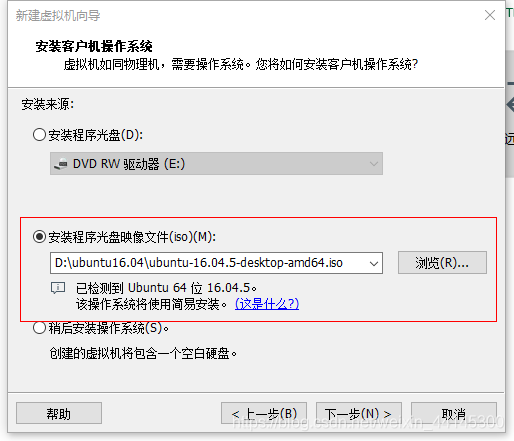 新建虚拟机向导
安装客户机操作系统
虚拟机如同物理机，需要操作系统。您将如何安装客户机操作系统?
安装来源:
安装程序光盘(D):
DVD RW 驱动器 (E:)
安装程序光盘映像文件(iso)(M):
D:\ubuntu16.04\ubuntu-16.04.5-desktop-amd64.iso
浏览(R)...
已检测到 Ubuntu 64 位 16.04.5。
该操作系统将使用简易安装。 (这是什么?)
稍后安装操作系统(S)。
创建的虚拟机将包含一个空白硬盘。
帮助
< 上一步(B)
下一步(N) >
取消
远